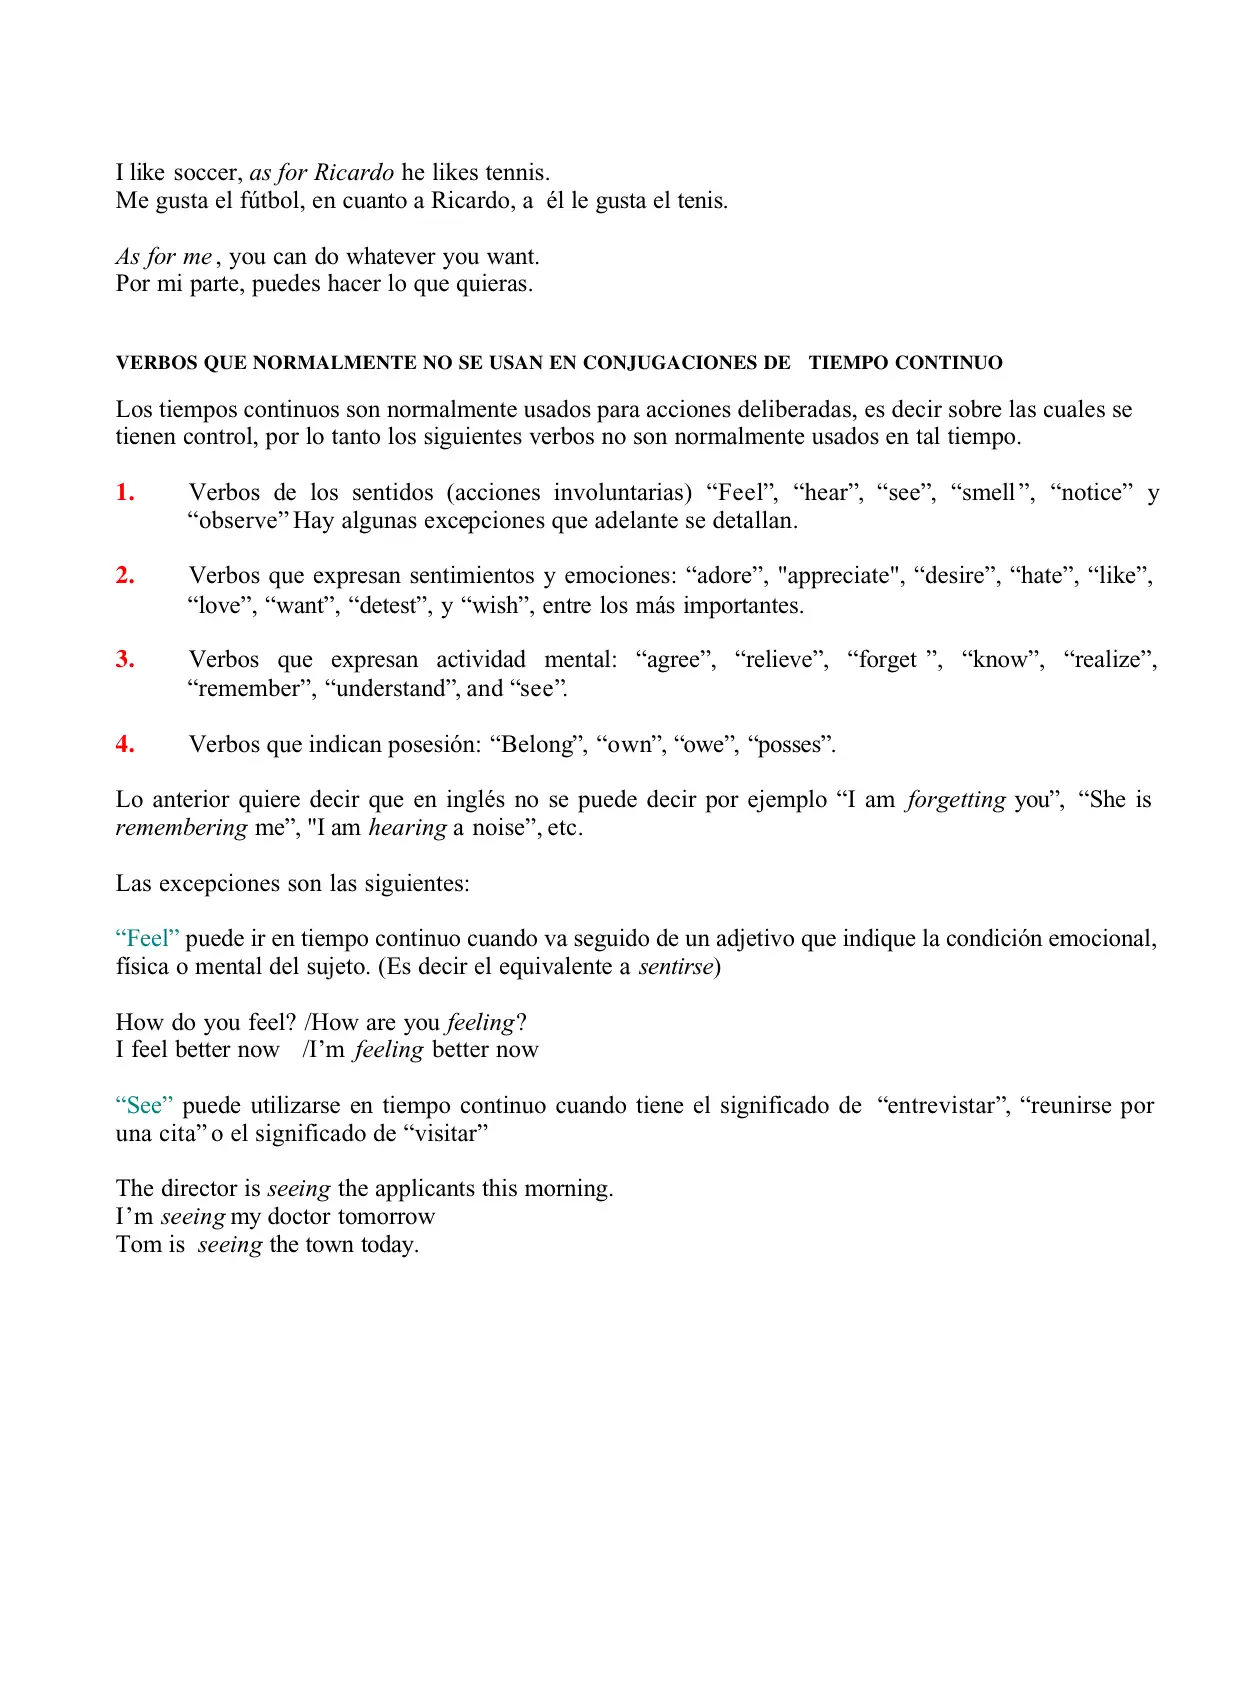 I like soccer, as for Ricardo he likes tennis.
Me gusta el fútbol, en cuanto a Ricardo, a él le gusta el tenis.
As for me, you can do whatever you want.
Por mi parte, puedes hacer lo que quieras.
VERBOS QUE NORMALMENTE NO SE USAN EN CONJUGACIONES DE TIEMPO CONTINUO
Los tiempos continuos son normalmente usados para acciones deliberadas, es decir sobre las cuales se
tienen control, por lo tanto los siguientes verbos no son normalmente usados en tal tiempo.
1. Verbos de los sentidos (acciones involuntarias) “Feel”, “hear”, “see”, “smell”, “notice” y
“observe” Hay algunas excepciones que adelante se detallan.
2. Verbos que expresan sentimientos y emociones: “adore”, "appreciate", “desire”, “hate”, “like”,
“love”, “want”, “detest”, y “wish”, entre los más importantes.
3. Verbos que expresan actividad mental: “agree”, “relieve”, “forget ”, “know”, “realize”,
“remember”, “understand”, and “see”.
4. Verbos que indican posesión: “Belong”, “own”, “owe”, “posses”.
Lo anterior quiere decir que en inglés no se puede decir por ejemplo “I am forgetting you”, “She is
remembering me”, "I am hearing a noise”, etc.
Las excepciones son las siguientes:
“Feel” puede ir en tiempo continuo cuando va seguido de un adjetivo que indique la condición emocional,
física o mental del sujeto. (Es decir el equivalente a sentirse)
How do you feel? /How are you feeling?
I feel better now /I’m feeling better now
“See” puede utilizarse en tiempo continuo cuando tiene el significado de “entrevistar”, “reunirse por
una cita” o el significado de “visitar”
The director is seeing the applicants this morning.
I’m seeing my doctor tomorrow
Tom is seeing the town today.